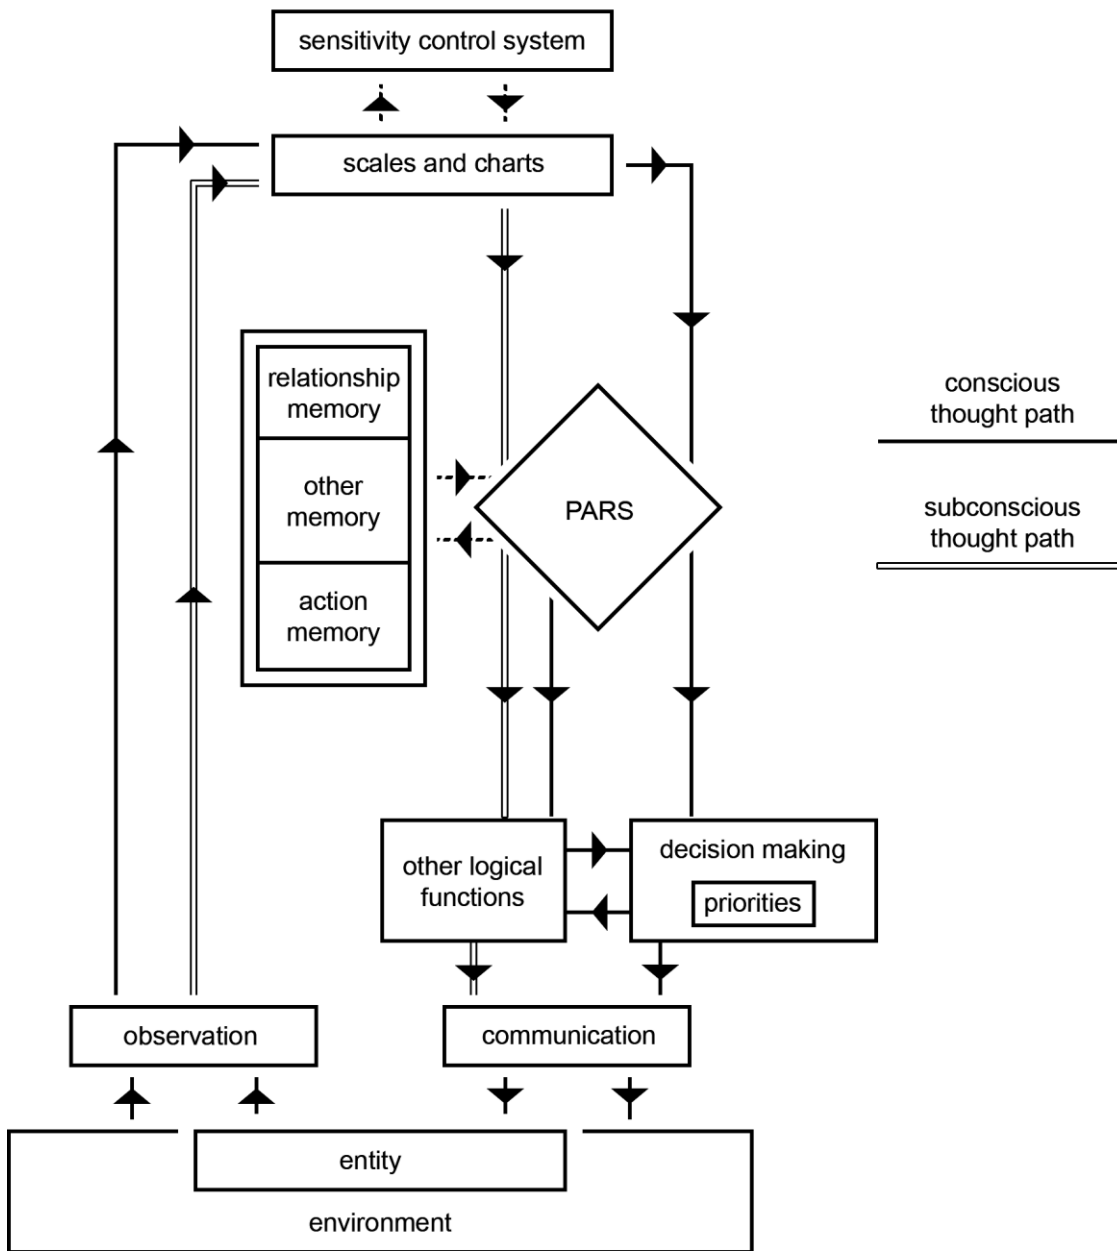 sensitivity control system
scales and charts
relationship
memory
other
memory
action
memory
PARS
conscious
thought path
subconscious
thought path
other logical
functions
decision making
priorities
observation
communication
entity
environment